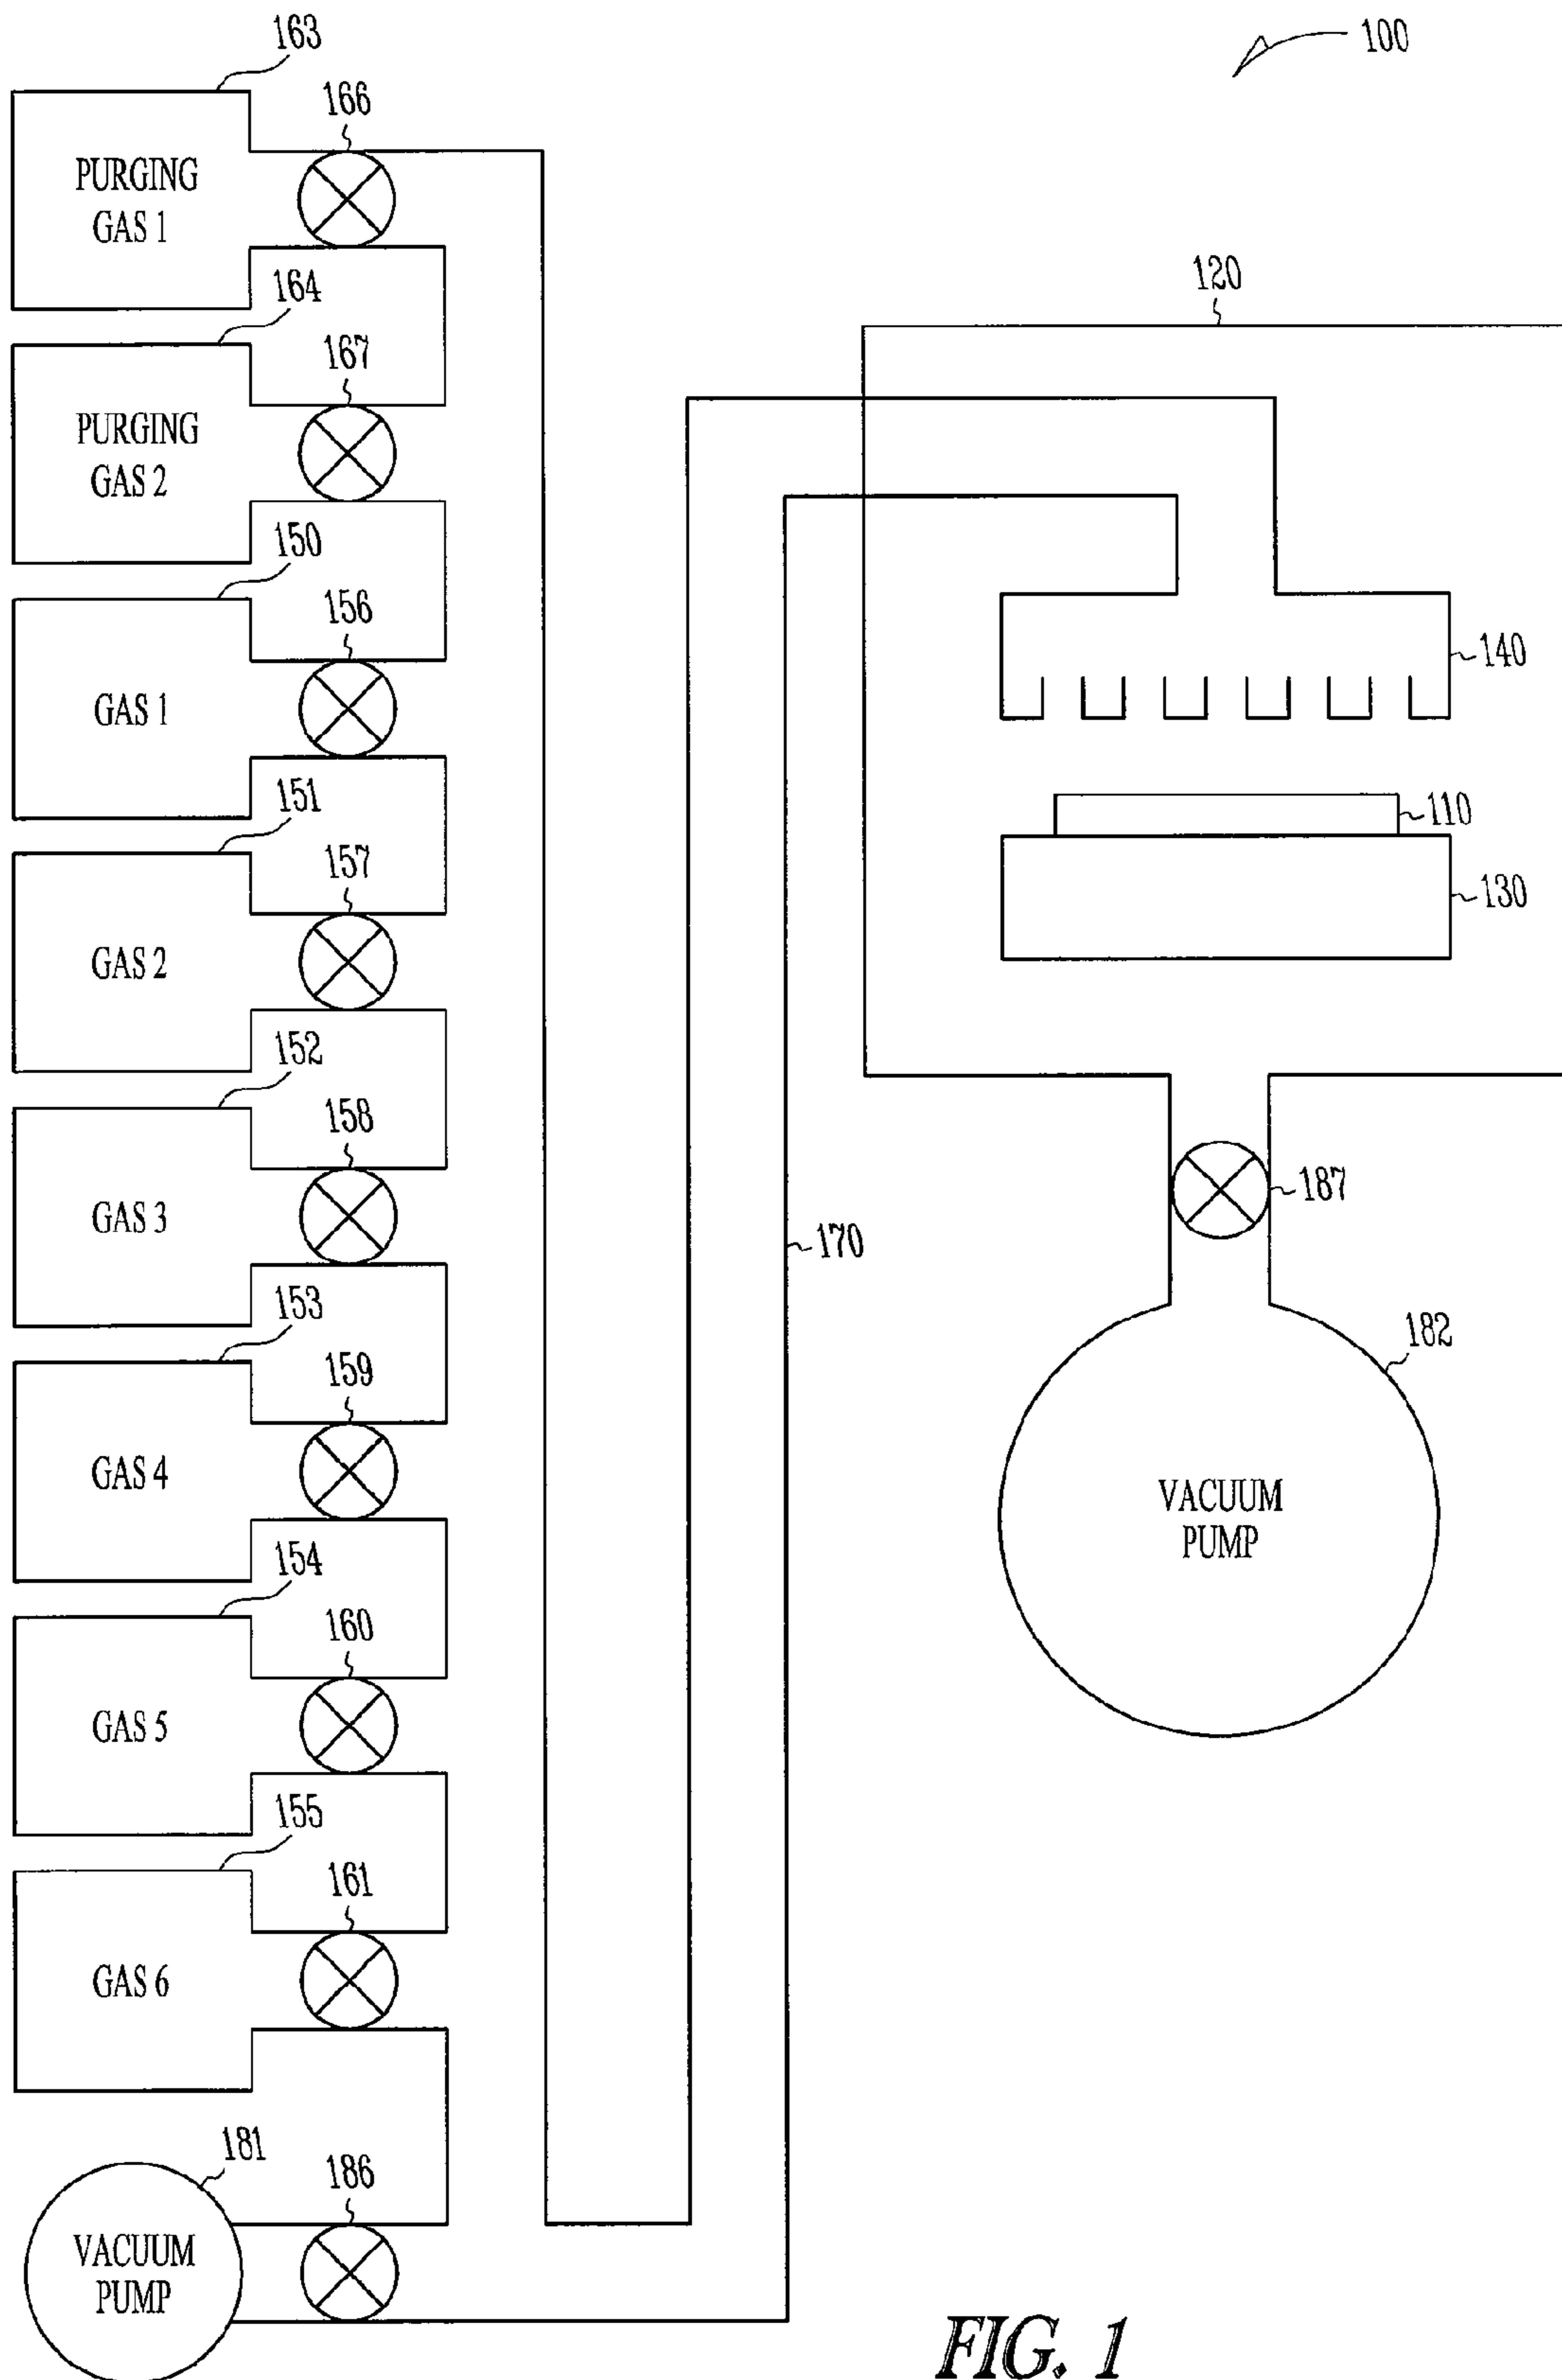 163
100
166
PURGING
GAS 1
164
120
167
PURGING
GAS 2
150
156
140
GAS 1
151
110
157
130
GAS 2
152
158
187
GAS 3
170
153
182
159
GAS 4
VACUUM
PUMP
154
160
GAS 5
155
161
GAS 6
181
186
VACUUM
PUMP
FIG. 1